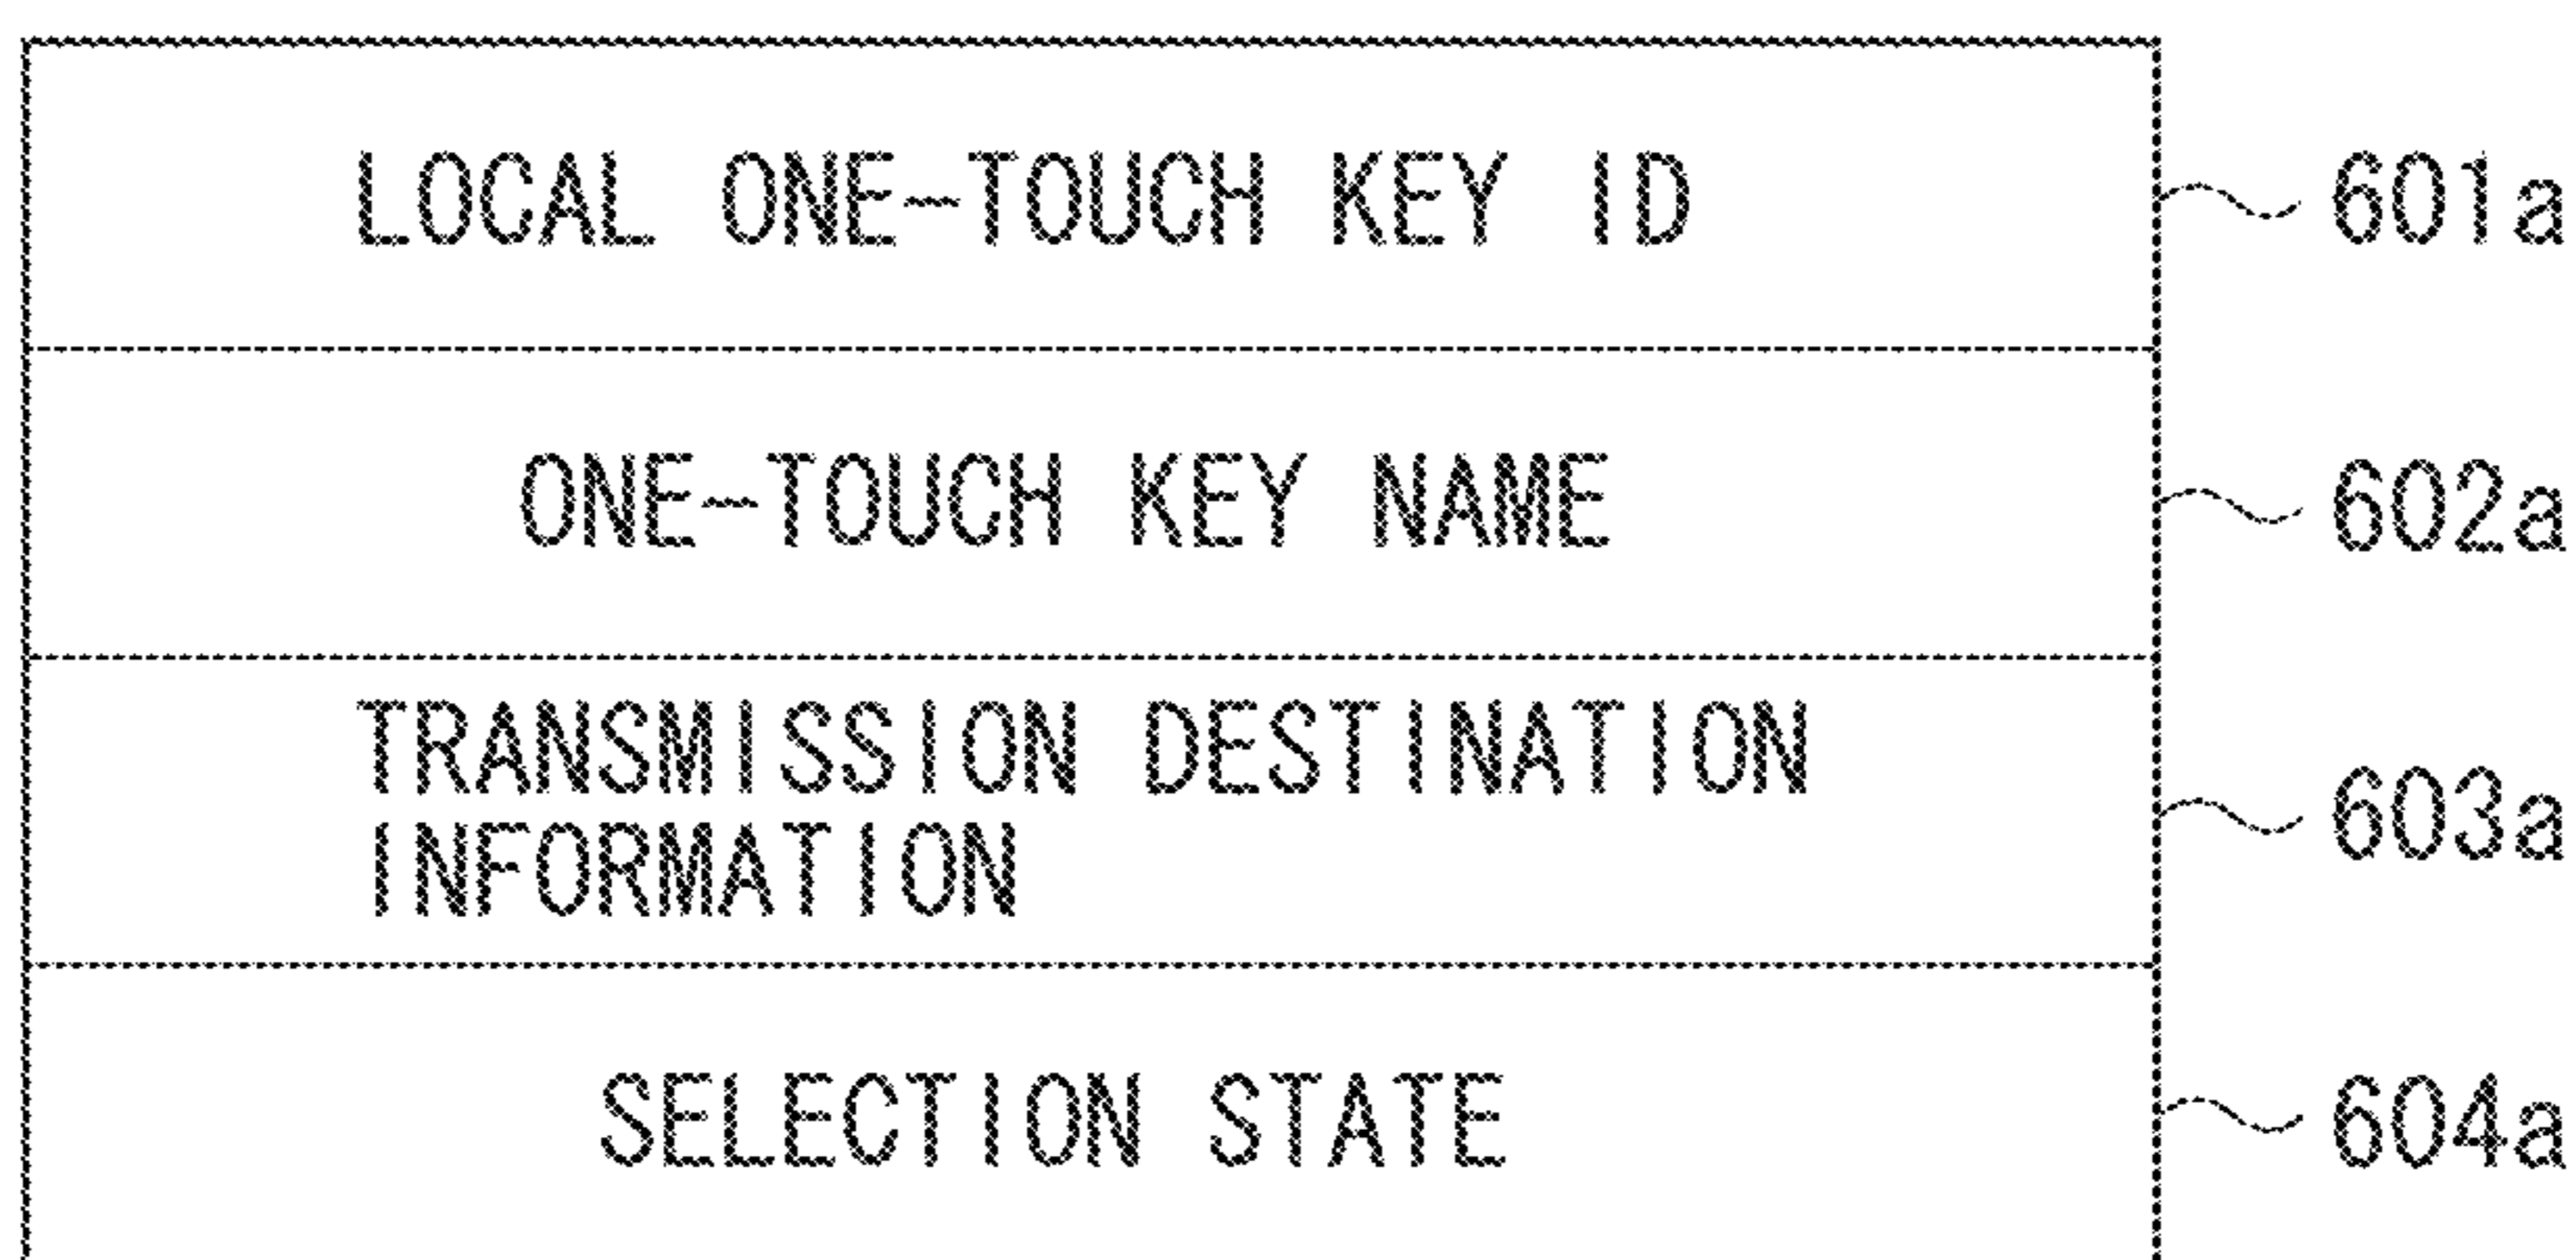 LOCAL ONE-TOUCH KEY ID
601a
ONE-TOUCH KEY NAME
602a
TRANSMISSION DESTINATION
INFORMATION
603a
SELECTION STATE
604a